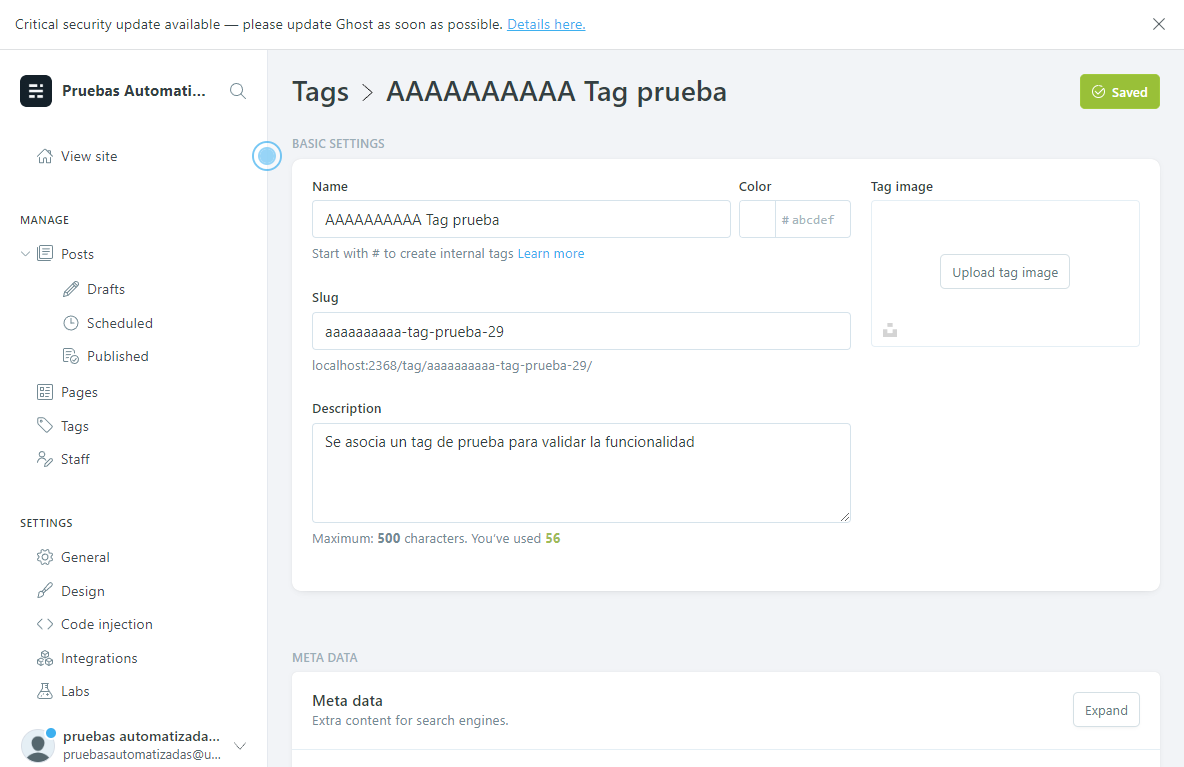 Critical security update available — please update Ghost as soon as possible. Details here.
Pruebas Automati...
View site
MANAGE
Posts
Drafts
Scheduled
Published
Pages
Tags
Staff
SETTINGS
General
Design
Code injection
Integrations
Labs
pruebas automatizada...
pruebasautomatizadas@u...
Tags > AAAAAAAAAA Tag prueba
Saved
BASIC SETTINGS
Name
AAAAAAAAAA Tag prueba
Start with # to create internal tags Learn more
Color
# abcdef
Slug
aaaaaaaaaa-tag-prueba-29
localhost:2368/tag/aaaaaaaaaa-tag-prueba-29/
Description
Se asocia un tag de prueba para validar la funcionalidad
Maximum: 500 characters. You've used 56
Tag image
Upload tag image
META DATA
Meta data
Extra content for search engines.
Expand